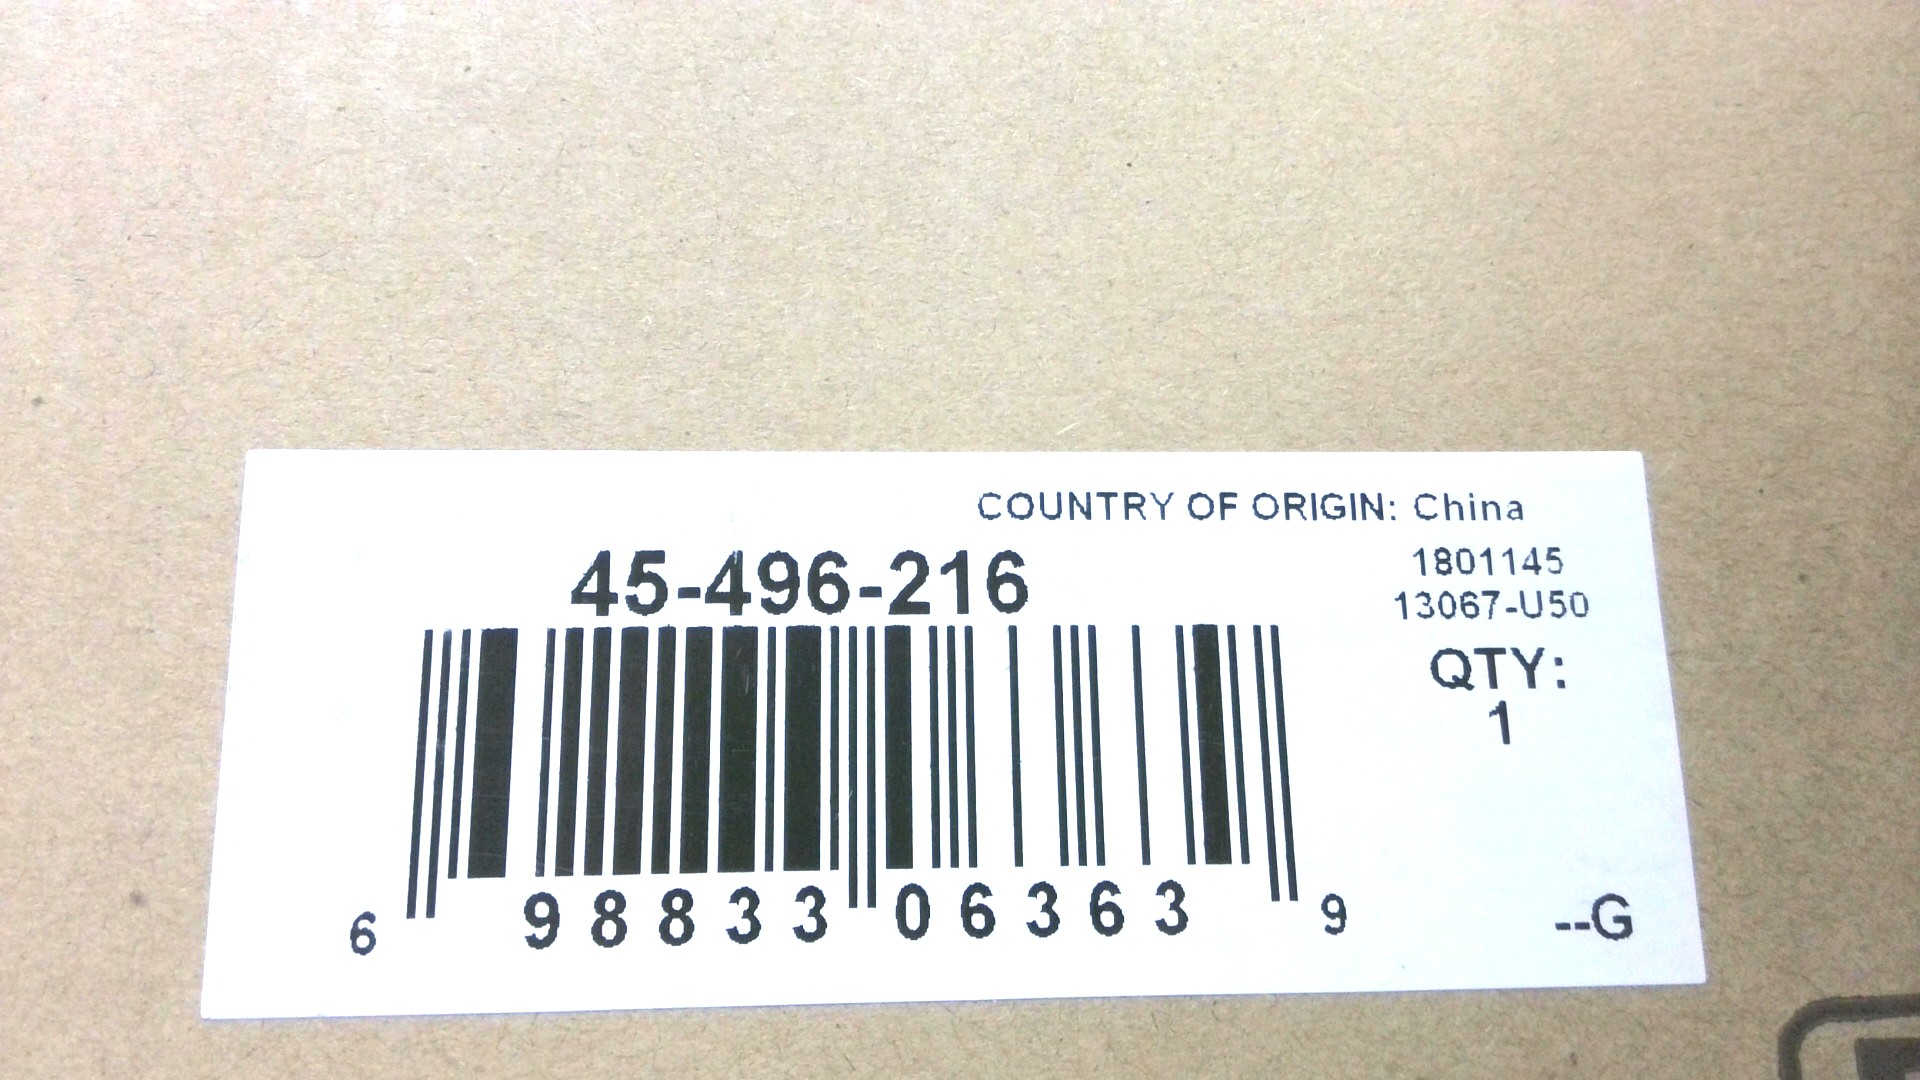 COUNTRY OF ORIGIN: China
45-496-216
1801145
13067-U50
QTY:
1
6 98833 06363 9
--G